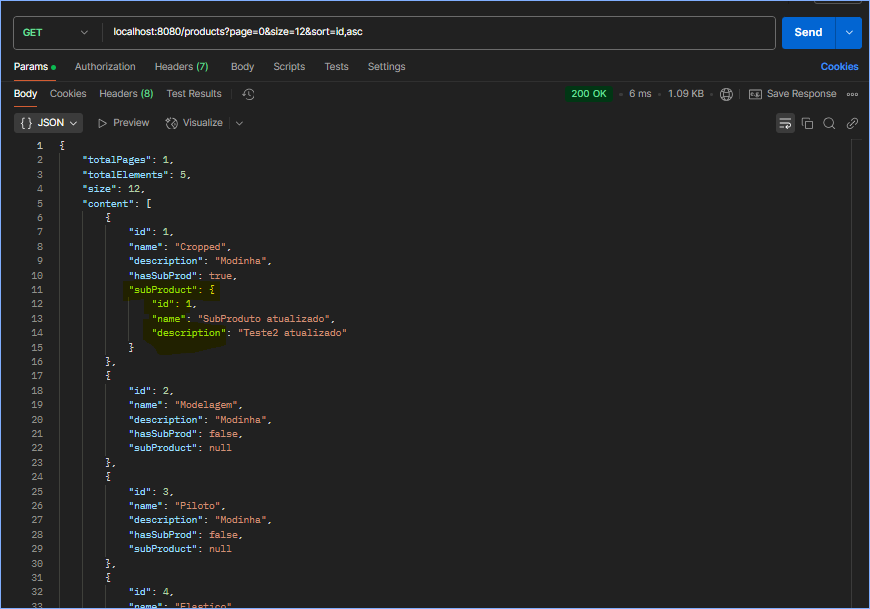 GET localhost:8080/products?page=0&size=12&sort=id,asc Send
Params Authorization Headers (7) Body Scripts Tests Settings Cookies
Body Cookies Headers (8) Test Results 200 OK 6 ms 1.09 KB Save Response
{} JSON Preview Visualize
1 {
2 "totalPages": 1,
3 "totalElements": 5,
4 "size": 12,
5 "content": [
6 {
7 "id": 1,
8 "name": "Cropped",
9 "description": "Modinha",
10 "hasSubProd": true,
11 "subProduct": {
12 "id": 1,
13 "name": "SubProduto atualizado",
14 "description": "Teste2 atualizado"
15 }
16 },
17 {
18 "id": 2,
19 "name": "Modelagem",
20 "description": "Modinha",
21 "hasSubProd": false,
22 "subProduct": null
23 },
24 {
25 "id": 3,
26 "name": "Piloto",
27 "description": "Modinha",
28 "hasSubProd": false,
29 "subProduct": null
30 },
31 {
32 "id": 4,
33 "name": "Elastico",